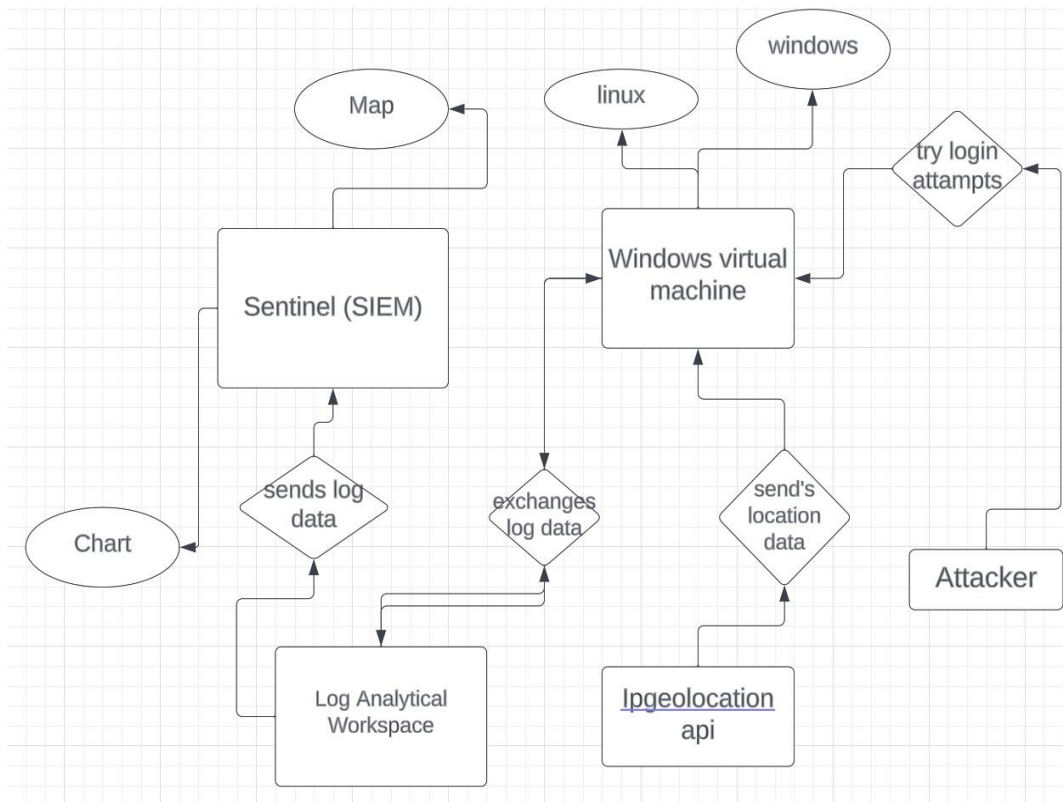 windows
Map
linux
try login
attampts
Windows virtual
machine
Sentinel (SIEM)
sends log
data
exchanges
log data
send's
location
data
Chart
Attacker
Log Analytical
Workspace
Ipgeolocation
api